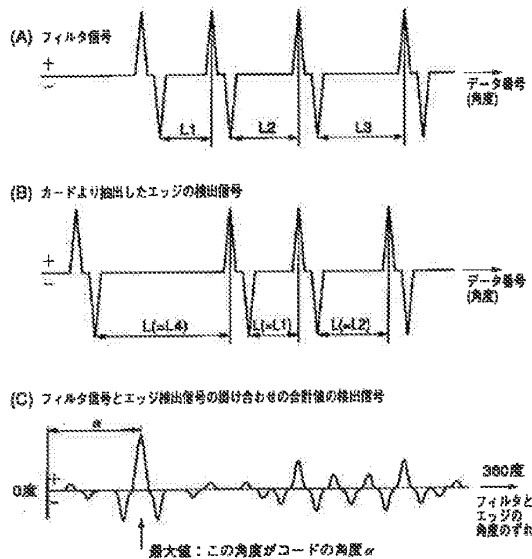 (A) フィルタ信号
+
−
データ番号
(角度)
L1
L2
L3
(B) カードより抽出したエッジの検出信号
+
−
データ番号
(角度)
L(=L4)
L(=L1)
L(=L2)
(C) フィルタ信号とエッジ検出信号の掛け合わせの合計値の検出信号
α
+
−
0度
360度
フィルタと
エッジの
角度のずれ
最大値：この角度がコードの角度α